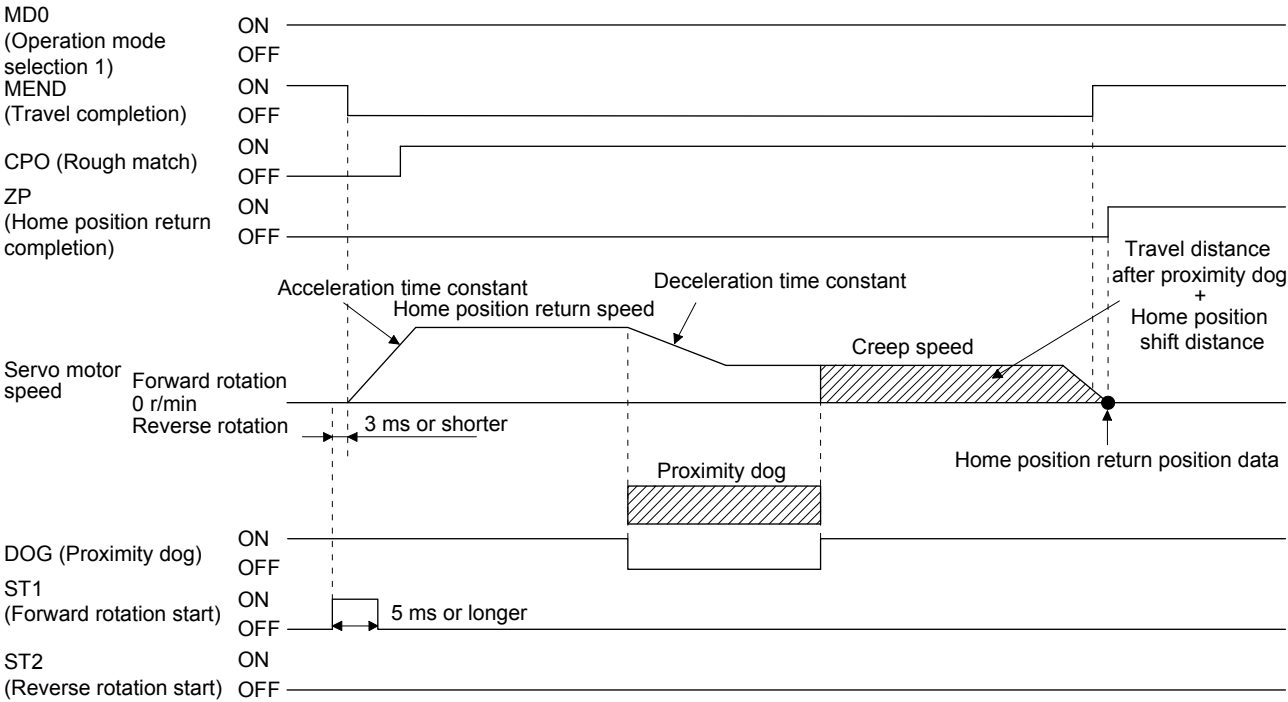 MD0
(Operation mode
selection 1)
ON
OFF
MEND
(Travel completion)
ON
OFF
CPO (Rough match)
ON
OFF
ZP
(Home position return
completion)
ON
OFF
Travel distance
after proximity dog
+
Home position
shift distance
Acceleration time constant
Home position return speed
Deceleration time constant
Creep speed
Servo motor
speed
Forward rotation
0 r/min
Reverse rotation
3 ms or shorter
Home position return position data
Proximity dog
DOG (Proximity dog)
ON
OFF
ST1
(Forward rotation start)
ON
OFF
5 ms or longer
ST2
(Reverse rotation start)
ON
OFF